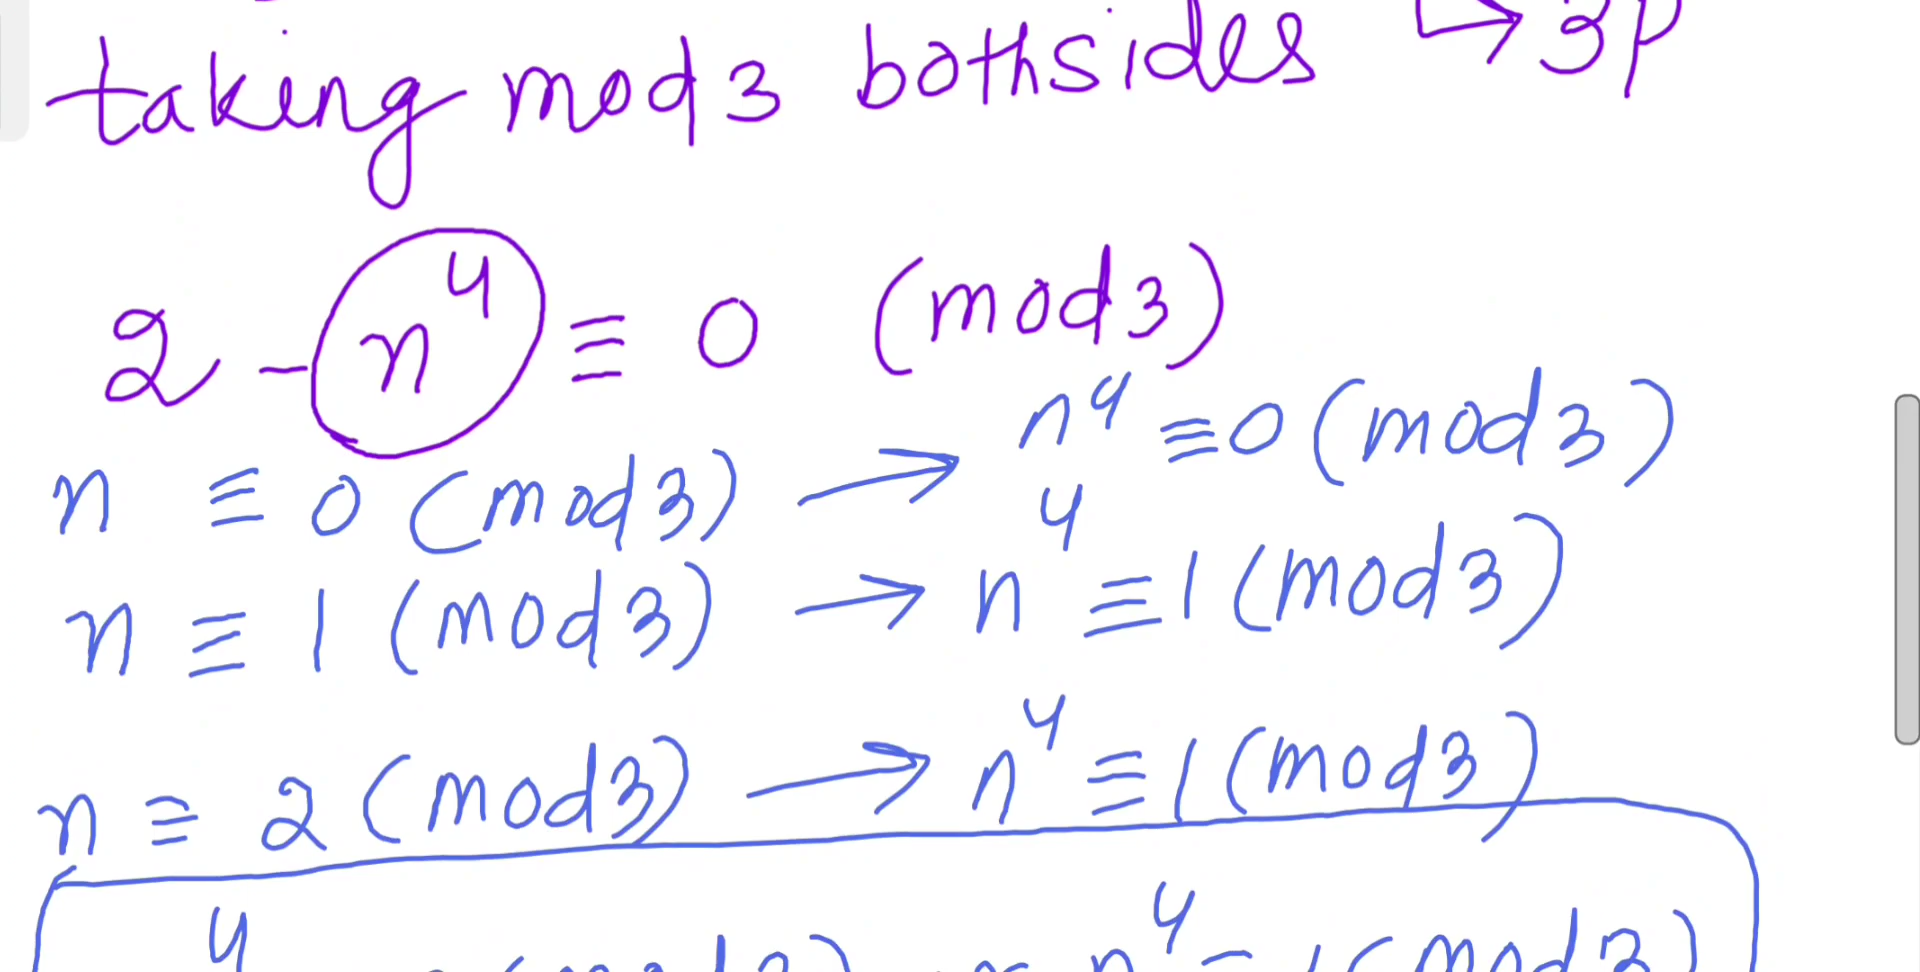 taking mod 3 bothsides ↳ 3p
2 - n⁴ ≡ 0 (mod 3)
n ≡ 0 (mod 3) → n⁴ ≡ 0 (mod 3)
n ≡ 1 (mod 3) → n⁴ ≡ 1 (mod 3)
n ≡ 2 (mod 3) → n⁴ ≡ 1 (mod 3)